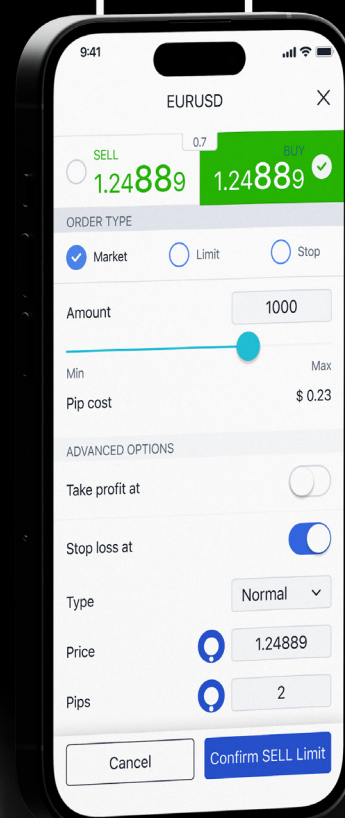 9:41
EURUSD
SELL
0.7
BUY
1.24889
1.24889
ORDER TYPE
Market
Limit
Stop
Amount
1000
Min
Max
Pip cost
$ 0.23
ADVANCED OPTIONS
Take profit at
Stop loss at
Type
Normal
Price
1.24889
Pips
2
Cancel
Confirm SELL Limit